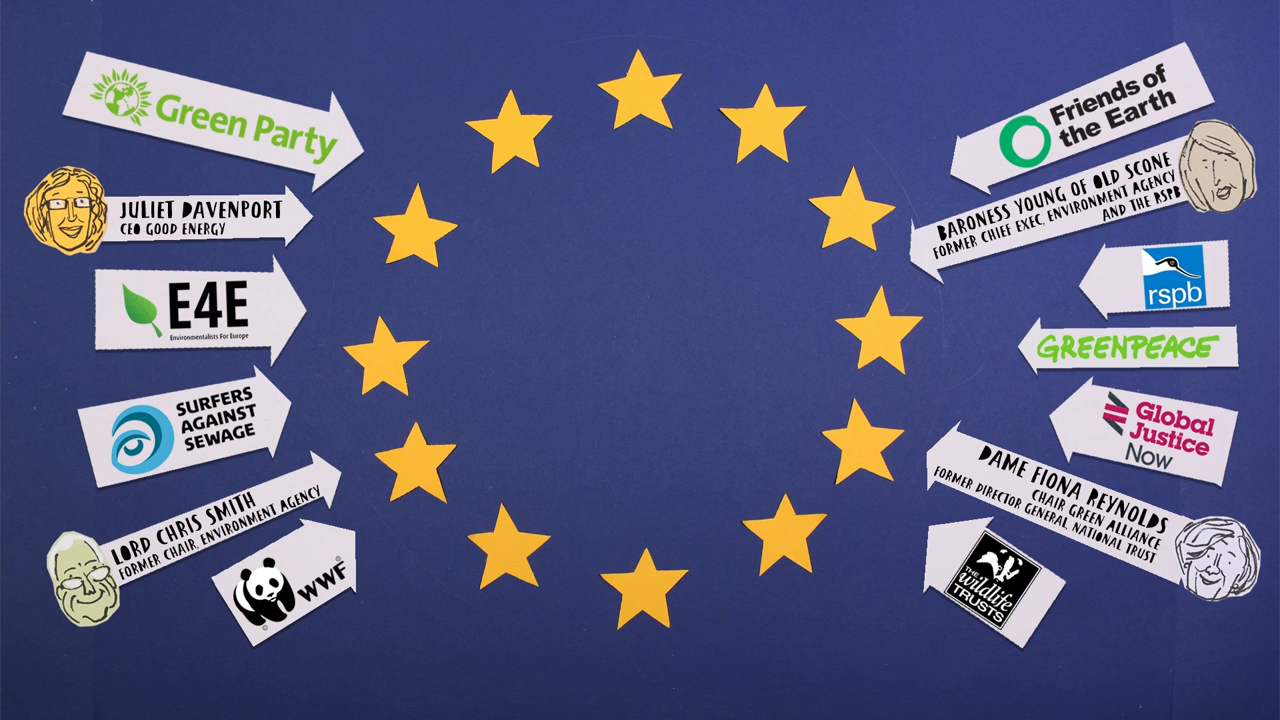 Green Party
JULIET DAVENPORT
CEO GOOD ENERGY
E4E
Environmentalists For Europe
SURFERS
AGAINST
SEWAGE
LORD CHRIS SMITH
FORMER CHAIR, ENVIRONMENT AGENCY
WWF
Friends of
the Earth
BARONESS YOUNG OF OLD SCONE
FORMER CHIEF EXEC, ENVIRONMENT AGENCY
AND THE RSPB
rspb
GREENPEACE
Global
Justice
Now
DAME FIONA REYNOLDS
CHAIR GREEN ALLIANCE
FORMER DIRECTOR GENERAL NATIONAL TRUST
THE
wildlife
TRUSTS